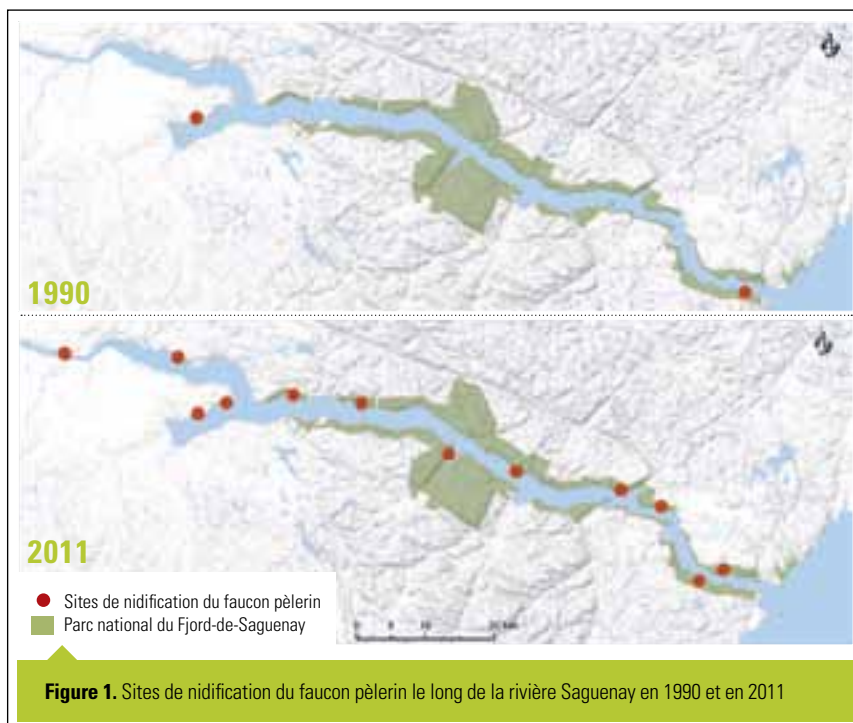 1990
2011
Sites de nidification du faucon pèlerin
Parc national du Fjord-de-Saguenay
Figure 1. Sites de nidification du faucon pèlerin le long de la rivière Saguenay en 1990 et en 2011